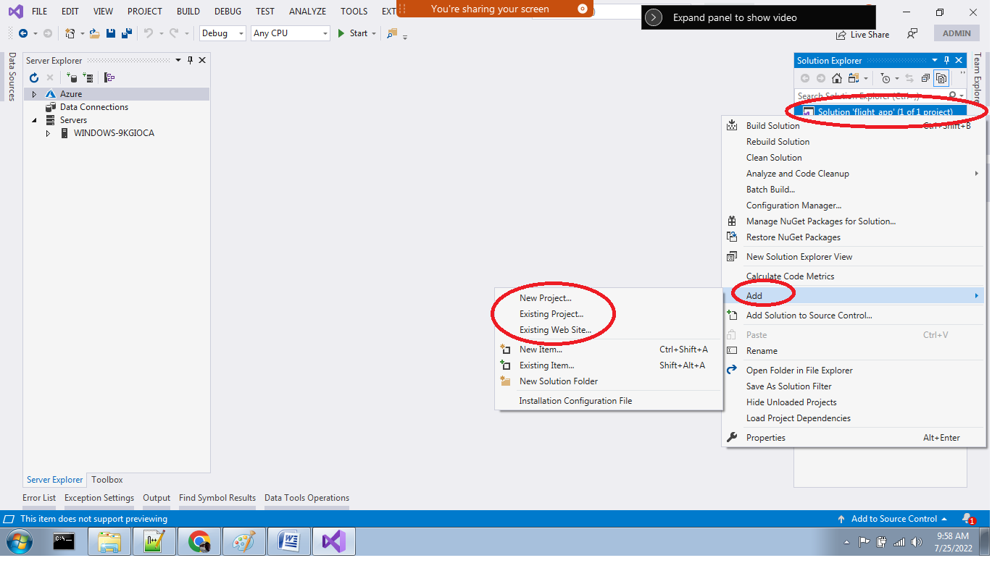 FILE EDIT VIEW PROJECT BUILD DEBUG TEST ANALYZE TOOLS EXT
You're sharing your screen
Expand panel to show video
Debug Any CPU Start
Live Share ADMIN
Data Sources
Server Explorer
Azure
Data Connections
Servers
WINDOWS-9KGIOCA
Solution Explorer
Team Explore
Search Solution Explorer (Ctrl+;)
Solution 'flight_app' (1 of 1 project)
Build Solution Ctrl+Shift+B
Rebuild Solution
Clean Solution
Analyze and Code Cleanup
Batch Build...
Configuration Manager...
Manage NuGet Packages for Solution...
Restore NuGet Packages
New Solution Explorer View
Calculate Code Metrics
Add
Add Solution to Source Control...
Paste Ctrl+V
Rename
Open Folder in File Explorer
Save As Solution Filter
Hide Unloaded Projects
Load Project Dependencies
Properties Alt+Enter
New Project...
Existing Project...
Existing Web Site...
New Item... Ctrl+Shift+A
Existing Item... Shift+Alt+A
New Solution Folder
Installation Configuration File
Server Explorer Toolbox
Error List Exception Settings Output Find Symbol Results Data Tools Operations
This item does not support previewing
Add to Source Control 1
9:58 AM
7/25/2022